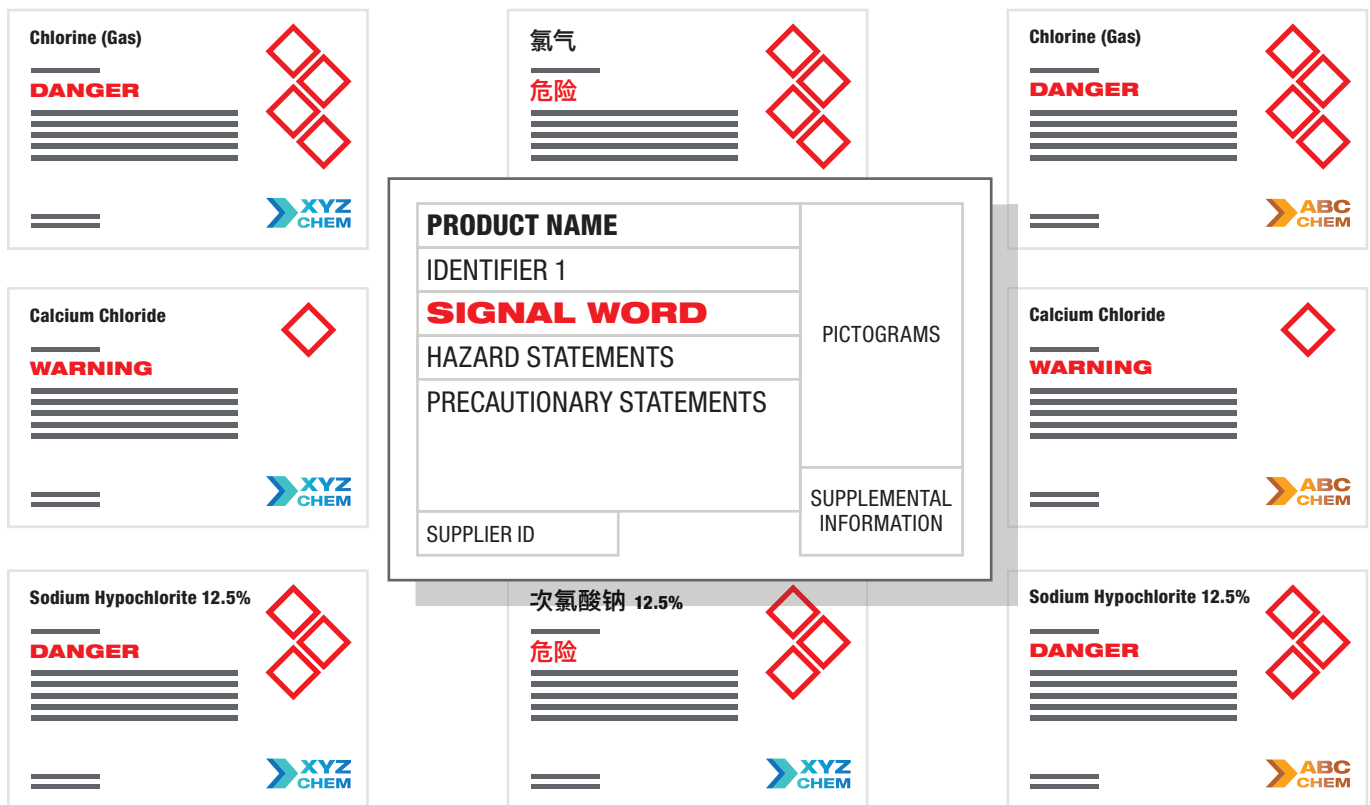 Chlorine (Gas)
DANGER
XYZ
CHEM
氯气
危险
Chlorine (Gas)
DANGER
ABC
CHEM
PRODUCT NAME
IDENTIFIER 1
SIGNAL WORD
HAZARD STATEMENTS
PRECAUTIONARY STATEMENTS
SUPPLIER ID
PICTOGRAMS
SUPPLEMENTAL
INFORMATION
Calcium Chloride
WARNING
XYZ
CHEM
Calcium Chloride
WARNING
ABC
CHEM
Sodium Hypochlorite 12.5%
DANGER
XYZ
CHEM
次氯酸钠 12.5%
危险
XYZ
CHEM
Sodium Hypochlorite 12.5%
DANGER
ABC
CHEM